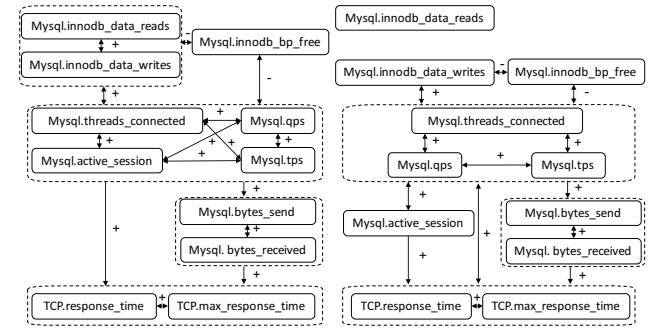 Mysql.innodb_data_reads
+
Mysql.innodb_data_writes
-
Mysql.innodb_bp_free
+
-
Mysql.threads_connected
+
Mysql.qps
+
+
+
+
Mysql.active_session
+
Mysql.tps
+
+
Mysql.bytes_send
+
Mysql. bytes_received
+
TCP.response_time
+
TCP.max_response_time
Mysql.innodb_data_reads
Mysql.innodb_data_writes
-
Mysql.innodb_bp_free
+
-
Mysql.threads_connected
+
+
Mysql.qps
+
Mysql.tps
+
+
Mysql.active_session
Mysql.bytes_send
+
+
Mysql. bytes_received
+
+
TCP.response_time
+
TCP.max_response_time